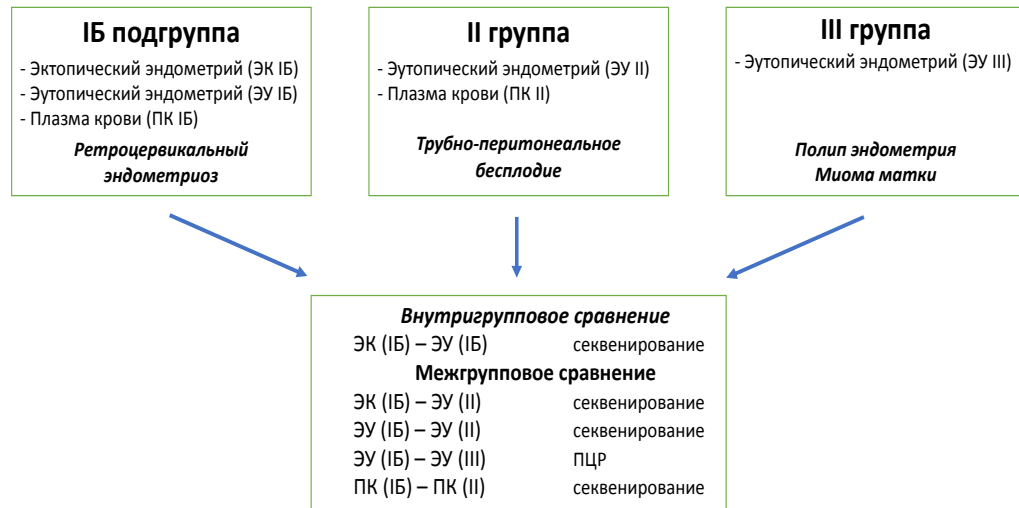 IБ подгруппа
- Эктопический эндометрий (ЭК IБ)
- Эутопический эндометрий (ЭУ IБ)
- Плазма крови (ПК IБ)
Ретроцервикальный
эндометриоз
II группа
- Эутопический эндометрий (ЭУ II)
- Плазма крови (ПК II)
Трубно-перитонеальное
бесплодие
III группа
- Эутопический эндометрий (ЭУ III)
Полип эндометрия
Миома матки
Внутригрупповое сравнение
ЭК (IБ) – ЭУ (IБ) секвенирование
Межгрупповое сравнение
ЭК (IБ) – ЭУ (II) секвенирование
ЭУ (IБ) – ЭУ (II) секвенирование
ЭУ (IБ) – ЭУ (III) ПЦР
ПК (IБ) – ПК (II) секвенирование